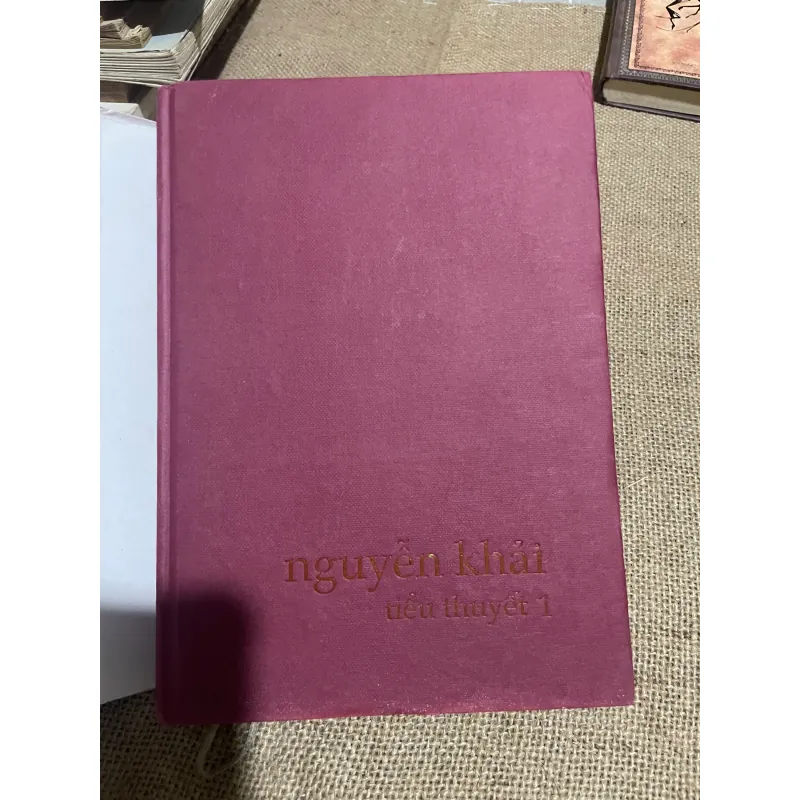 nguyễn khải
tiểu thuyết 1